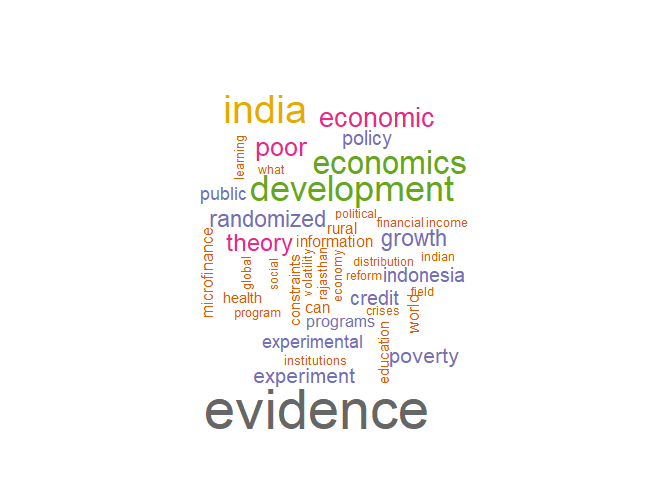 india
economic
policy
learning
poor
what
economics
development
public
randomized
political
financial
income
rural
theory
information
growth
microfinance
global
social
constraints
volatility
rajasthan
economy
distribution
indian
reform
indonesia
health
program
can
credit
field
crises
world
programs
experimental
education
institutions
poverty
experiment
evidence